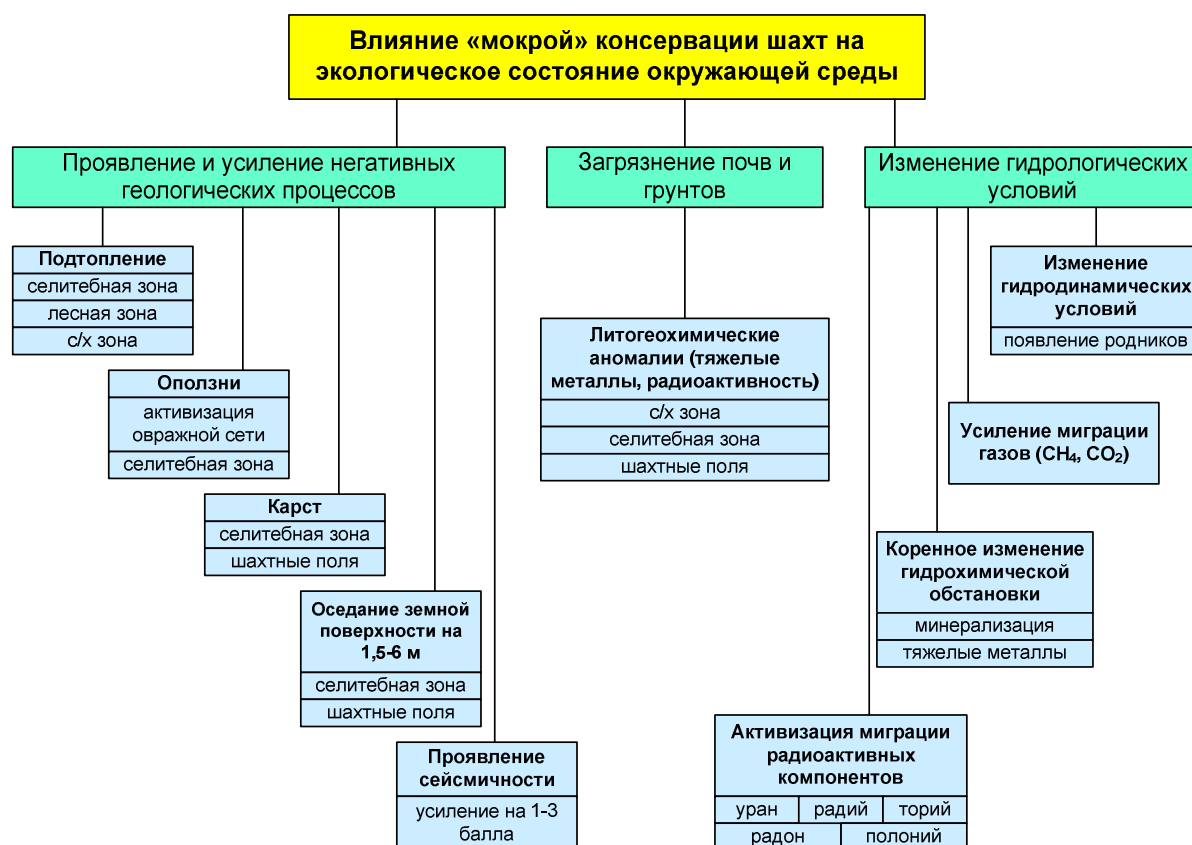 Влияние «мокрой» консервации шахт на
экологическое состояние окружающей среды
Проявление и усиление негативных
геологических процессов
Загрязнение почв и
грунтов
Изменение гидрологических
условий
Подтопление
селитебная зона
лесная зона
с/х зона
Оползни
активизация
овражной сети
селитебная зона
Карст
селитебная зона
шахтные поля
Оседание земной
поверхности на
1,5-6 м
селитебная зона
шахтные поля
Проявление
сейсмичности
усиление на 1-3
балла
Литогеохимические
аномалии (тяжелые
металлы, радиоактивность)
с/х зона
селитебная зона
шахтные поля
Изменение
гидродинамических
условий
появление родников
Усиление миграции
газов (CH₄, CO₂)
Коренное изменение
гидрохимической
обстановки
минерализация
тяжелые металлы
Активизация миграции
радиоактивных
компонентов
уран радий торий
радон полоний